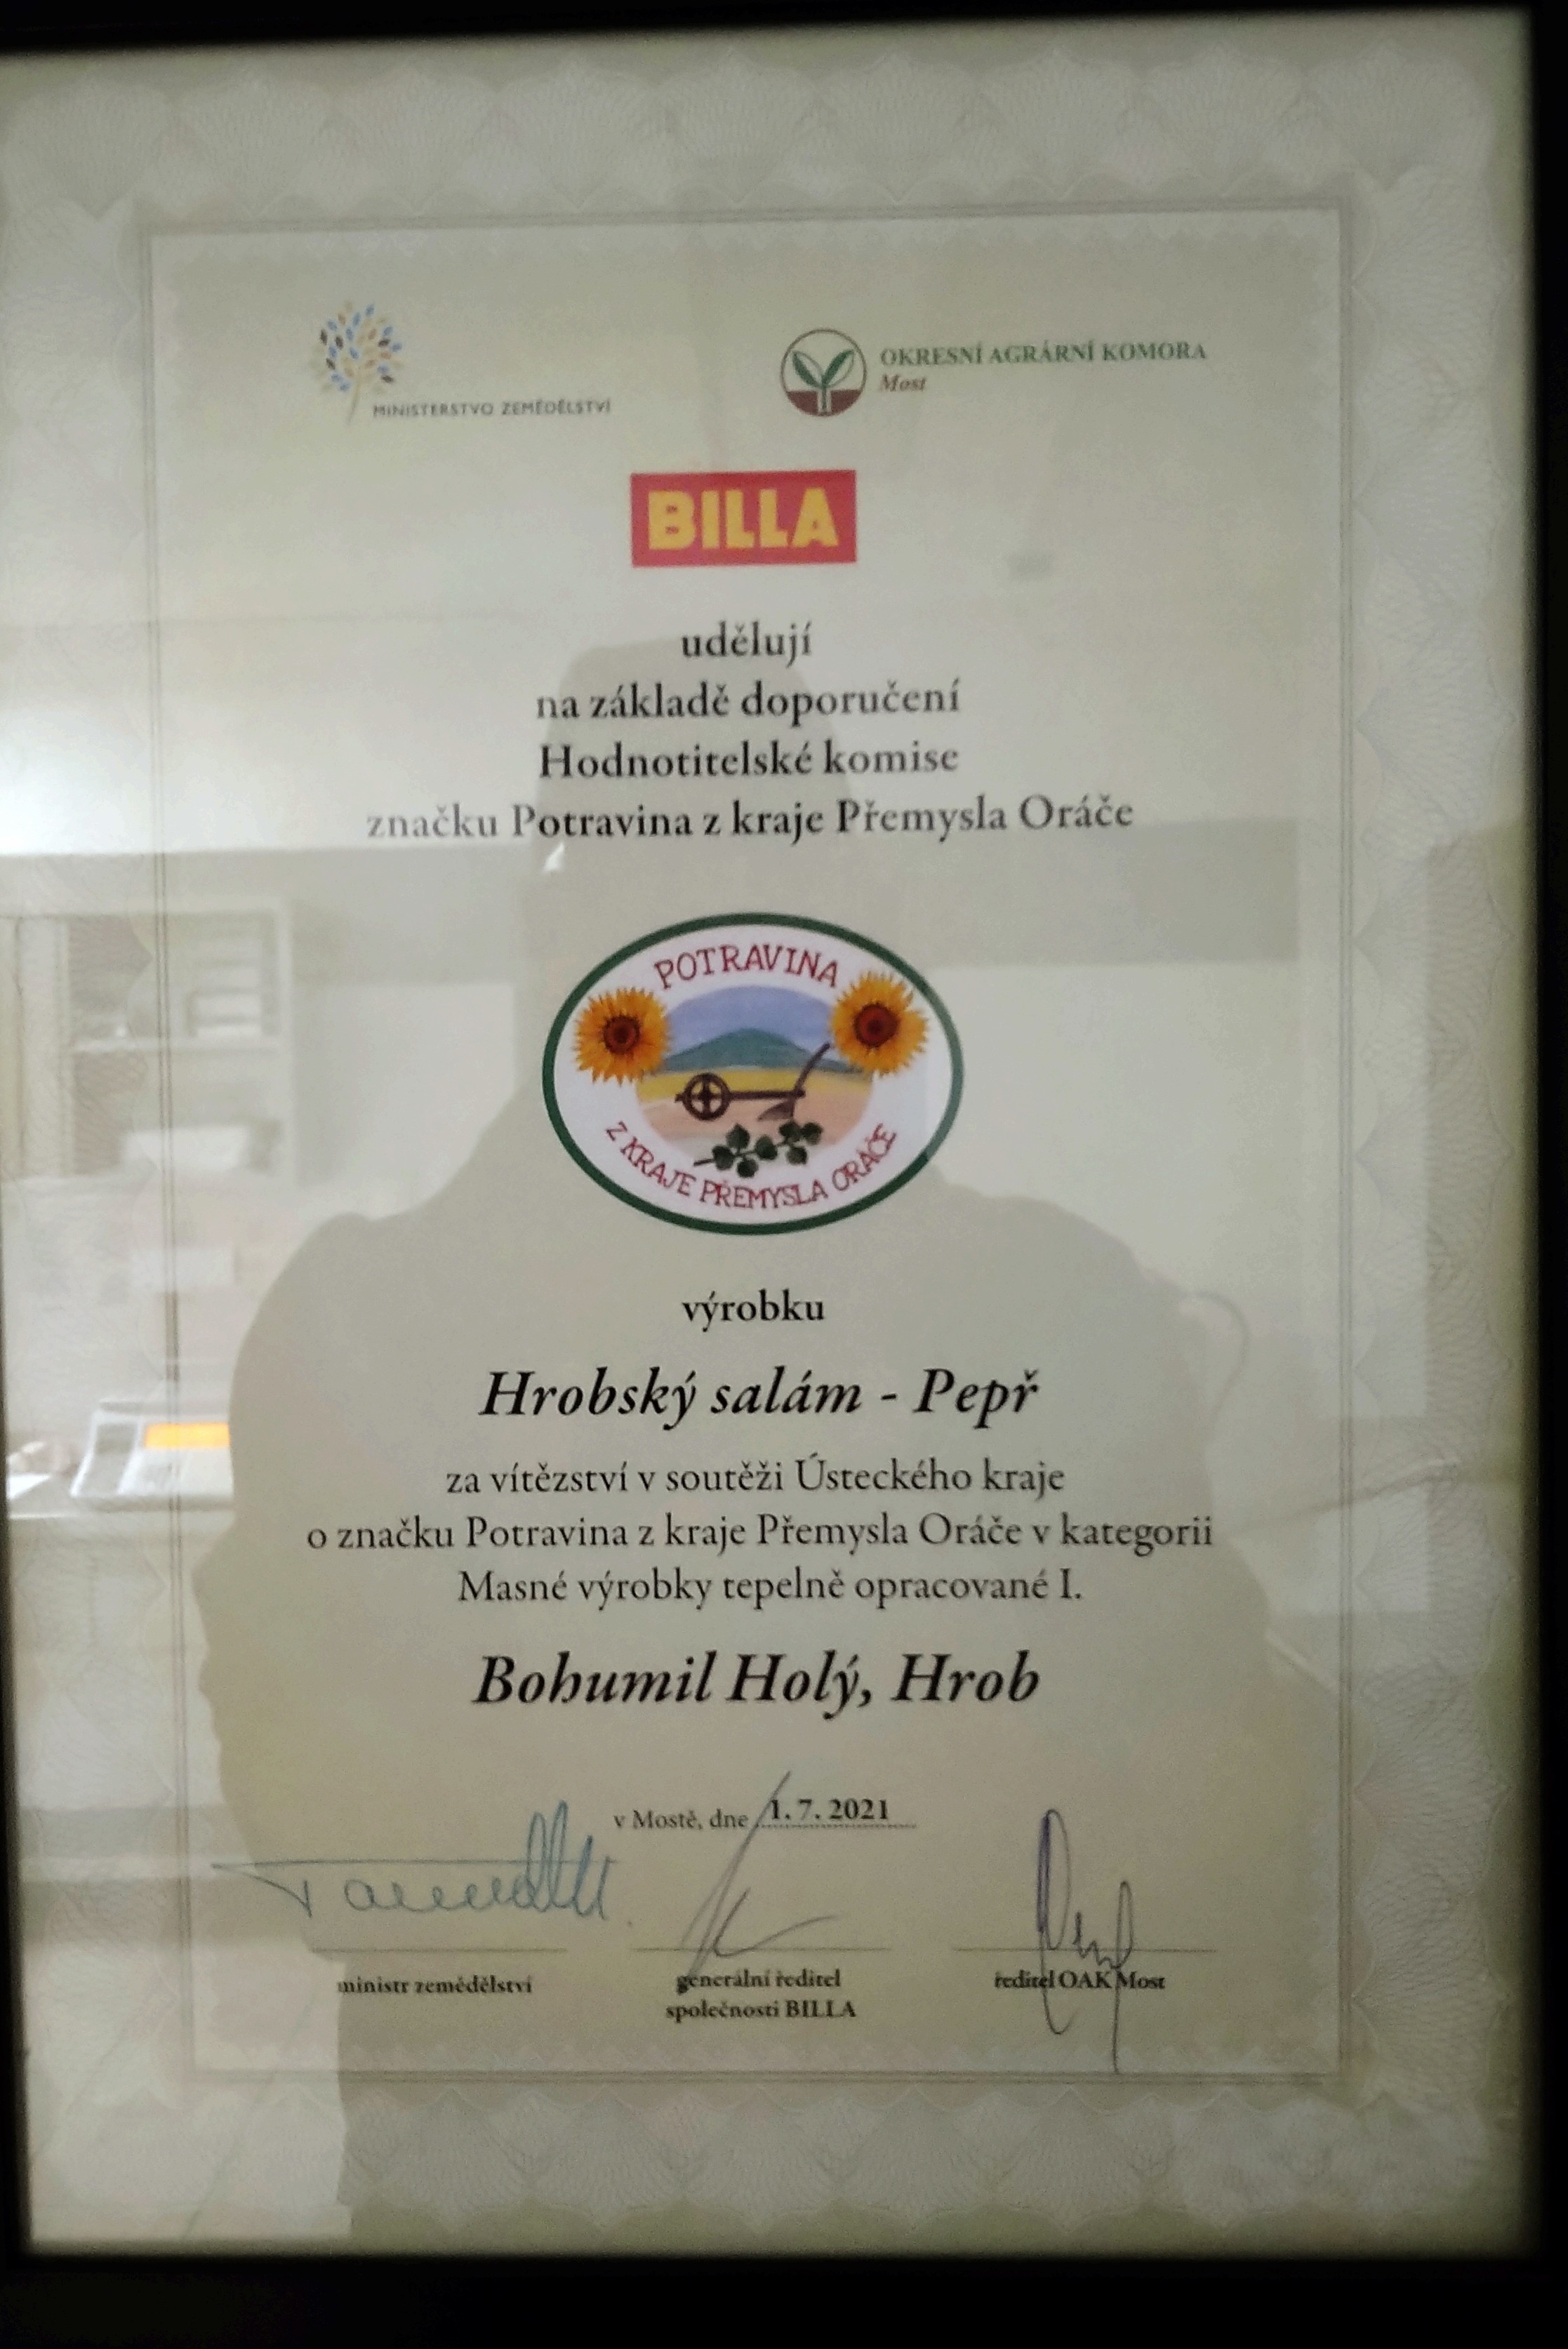 MINISTERSTVO ZEMĚDĚLSTVÍ
OKRESNÍ AGRÁRNÍ KOMORA
Most
BILLA
udělují
na základě doporučení
Hodnotitelské komise
značku Potravina z kraje Přemysla Oráče
POTRAVINA
Z KRAJE PŘEMYSLA ORÁČE
výrobku
Hrobský salám - Pepř
za vítězství v soutěži Ústeckého kraje
o značku Potravina z kraje Přemysla Oráče v kategorii
Masné výrobky tepelně opracované I.
Bohumil Holý, Hrob
v Mostě, dne 1. 7. 2021
ministr zemědělství
generální ředitel
společnosti BILLA
ředitel OAK Most